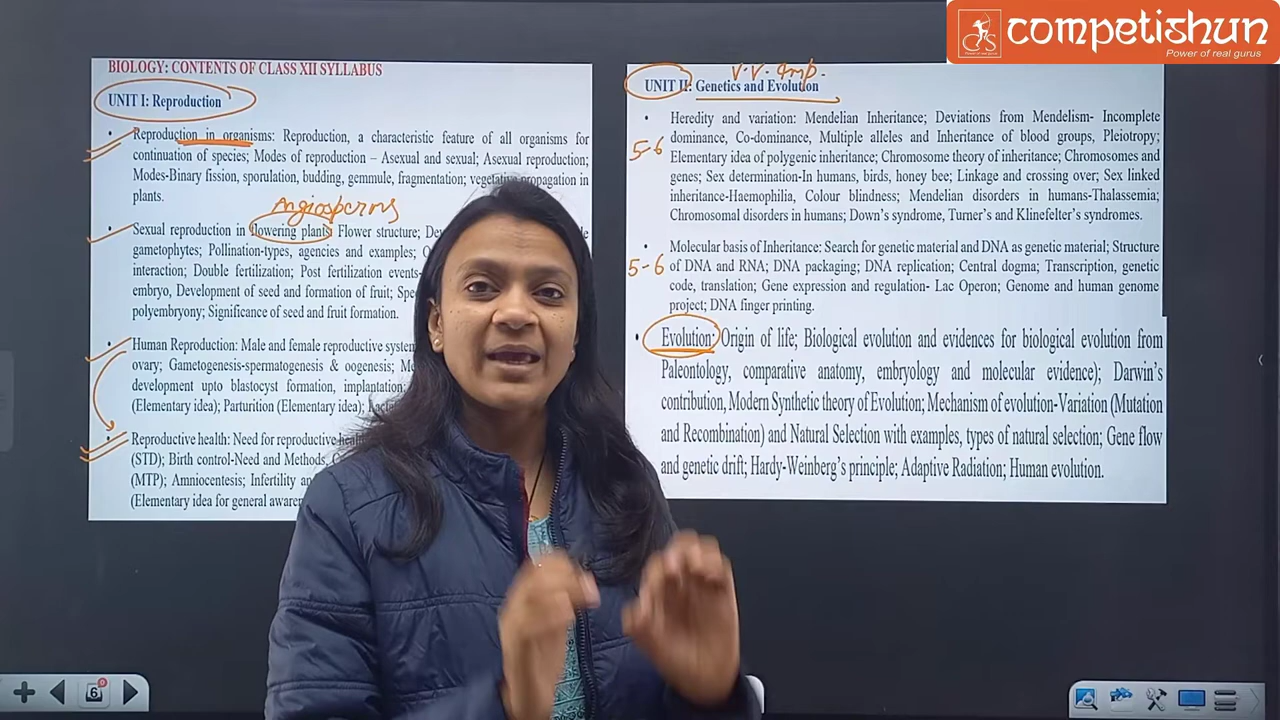 competishun
Power of real gurus
BIOLOGY: CONTENTS OF CLASS XII SYLLABUS
UNIT I: Reproduction
• Reproduction in organisms: Reproduction, a characteristic feature of all organisms for
continuation of species; Modes of reproduction – Asexual and sexual; Asexual reproduction;
Modes-Binary fission, sporulation, budding, gemmule, fragmentation; vegetative propagation in
plants.
Angiosperms
• Sexual reproduction in flowering plants: Flower structure;
gametophytes; Pollination-types, agencies and examples;
interaction; Double fertilization; Post fertilization events-
embryo, Development of seed and formation of fruit;
polyembryony; Significance of seed and fruit formation.
• Human Reproduction: Male and female reproductive
ovary; Gametogenesis-spermatogenesis & oogenesis;
development upto blastocyst formation, implantation;
(Elementary idea); Parturition (Elementary idea);
• Reproductive health: Need for reproductive
(STD); Birth control-Need and Methods,
(MTP); Amniocentesis; Infertility
(Elementary idea for general
V.V. Imp.
UNIT II: Genetics and Evolution
• Heredity and variation: Mendelian Inheritance; Deviations from Mendelism- Incomplete
dominance, Co-dominance, Multiple alleles and Inheritance of blood groups, Pleiotropy;
5-6
Elementary idea of polygenic inheritance; Chromosome theory of inheritance; Chromosomes and
genes; Sex determination-In humans, birds, honey bee; Linkage and crossing over; Sex linked
inheritance-Haemophilia, Colour blindness; Mendelian disorders in humans-Thalassemia;
Chromosomal disorders in humans; Down's syndrome, Turner's and Klinefelter's syndromes.
• Molecular basis of Inheritance: Search for genetic material and DNA as genetic material; Structure
5-6
of DNA and RNA; DNA packaging; DNA replication; Central dogma; Transcription, genetic
code, translation; Gene expression and regulation- Lac Operon; Genome and human genome
project; DNA finger printing.
• Evolution: Origin of life; Biological evolution and evidences for biological evolution from
Paleontology, comparative anatomy, embryology and molecular evidence); Darwin's
contribution, Modern Synthetic theory of Evolution; Mechanism of evolution-Variation (Mutation
and Recombination) and Natural Selection with examples, types of natural selection; Gene flow
and genetic drift; Hardy-Weinberg's principle; Adaptive Radiation; Human evolution.
6
0